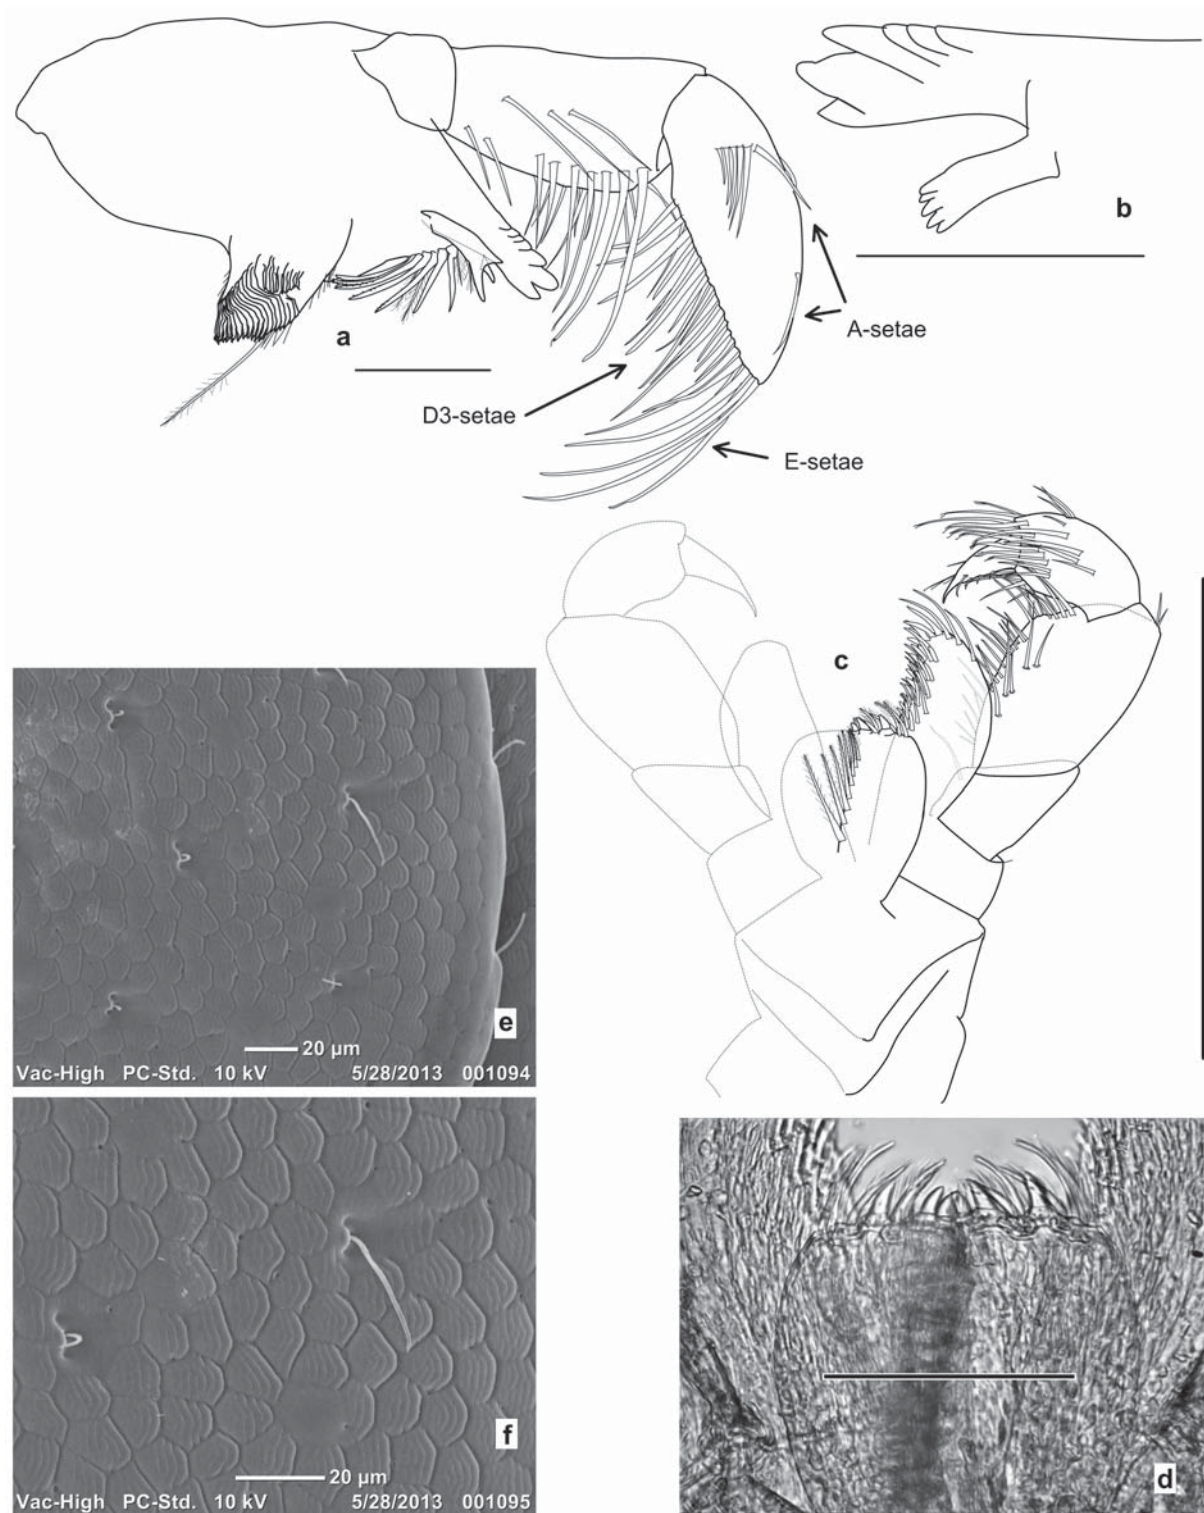 b
a
A-setae
D3-setae
E-setae
c
e
20 µm
Vac-High PC-Std. 10 kV 5/28/2013 001094
f
20 µm
Vac-High PC-Std. 10 kV 5/28/2013 001095
d